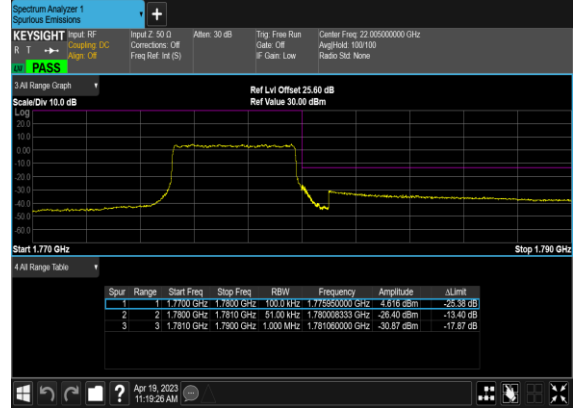 Spectrum Analyzer 1
Spurious Emissions
KEYSIGHT Input: RF Input Z: 50 Ω Atten: 30 dB Trig: Free Run Center Freq: 22.005000000 GHz
R T Coupling: DC Corrections: Off Gate: Off Avg|Hold: 100/100
Align: Off Freq Ref: Int (S) IF Gain: Low Radio Std: None
PASS
3 All Range Graph
Ref Lvl Offset 25.60 dB
Scale/Div 10.0 dB Ref Value 30.00 dBm
Log
20.0
10.0
0.00
-10.0
-20.0
-30.0
-40.0
-50.0
-60.0
Start 1.770 GHz Stop 1.790 GHz
4 All Range Table
Spur Range Start Freq Stop Freq RBW Frequency Amplitude ΔLimit
1 1 1.7700 GHz 1.7800 GHz 100.0 kHz 1.775950000 GHz 4.616 dBm -25.38 dB
2 2 1.7800 GHz 1.7810 GHz 51.00 kHz 1.780008333 GHz -26.40 dBm -13.40 dB
3 3 1.7810 GHz 1.7900 GHz 1.000 MHz 1.781060000 GHz -30.87 dBm -17.87 dB
? Apr 19, 2023
11:19:26 AM